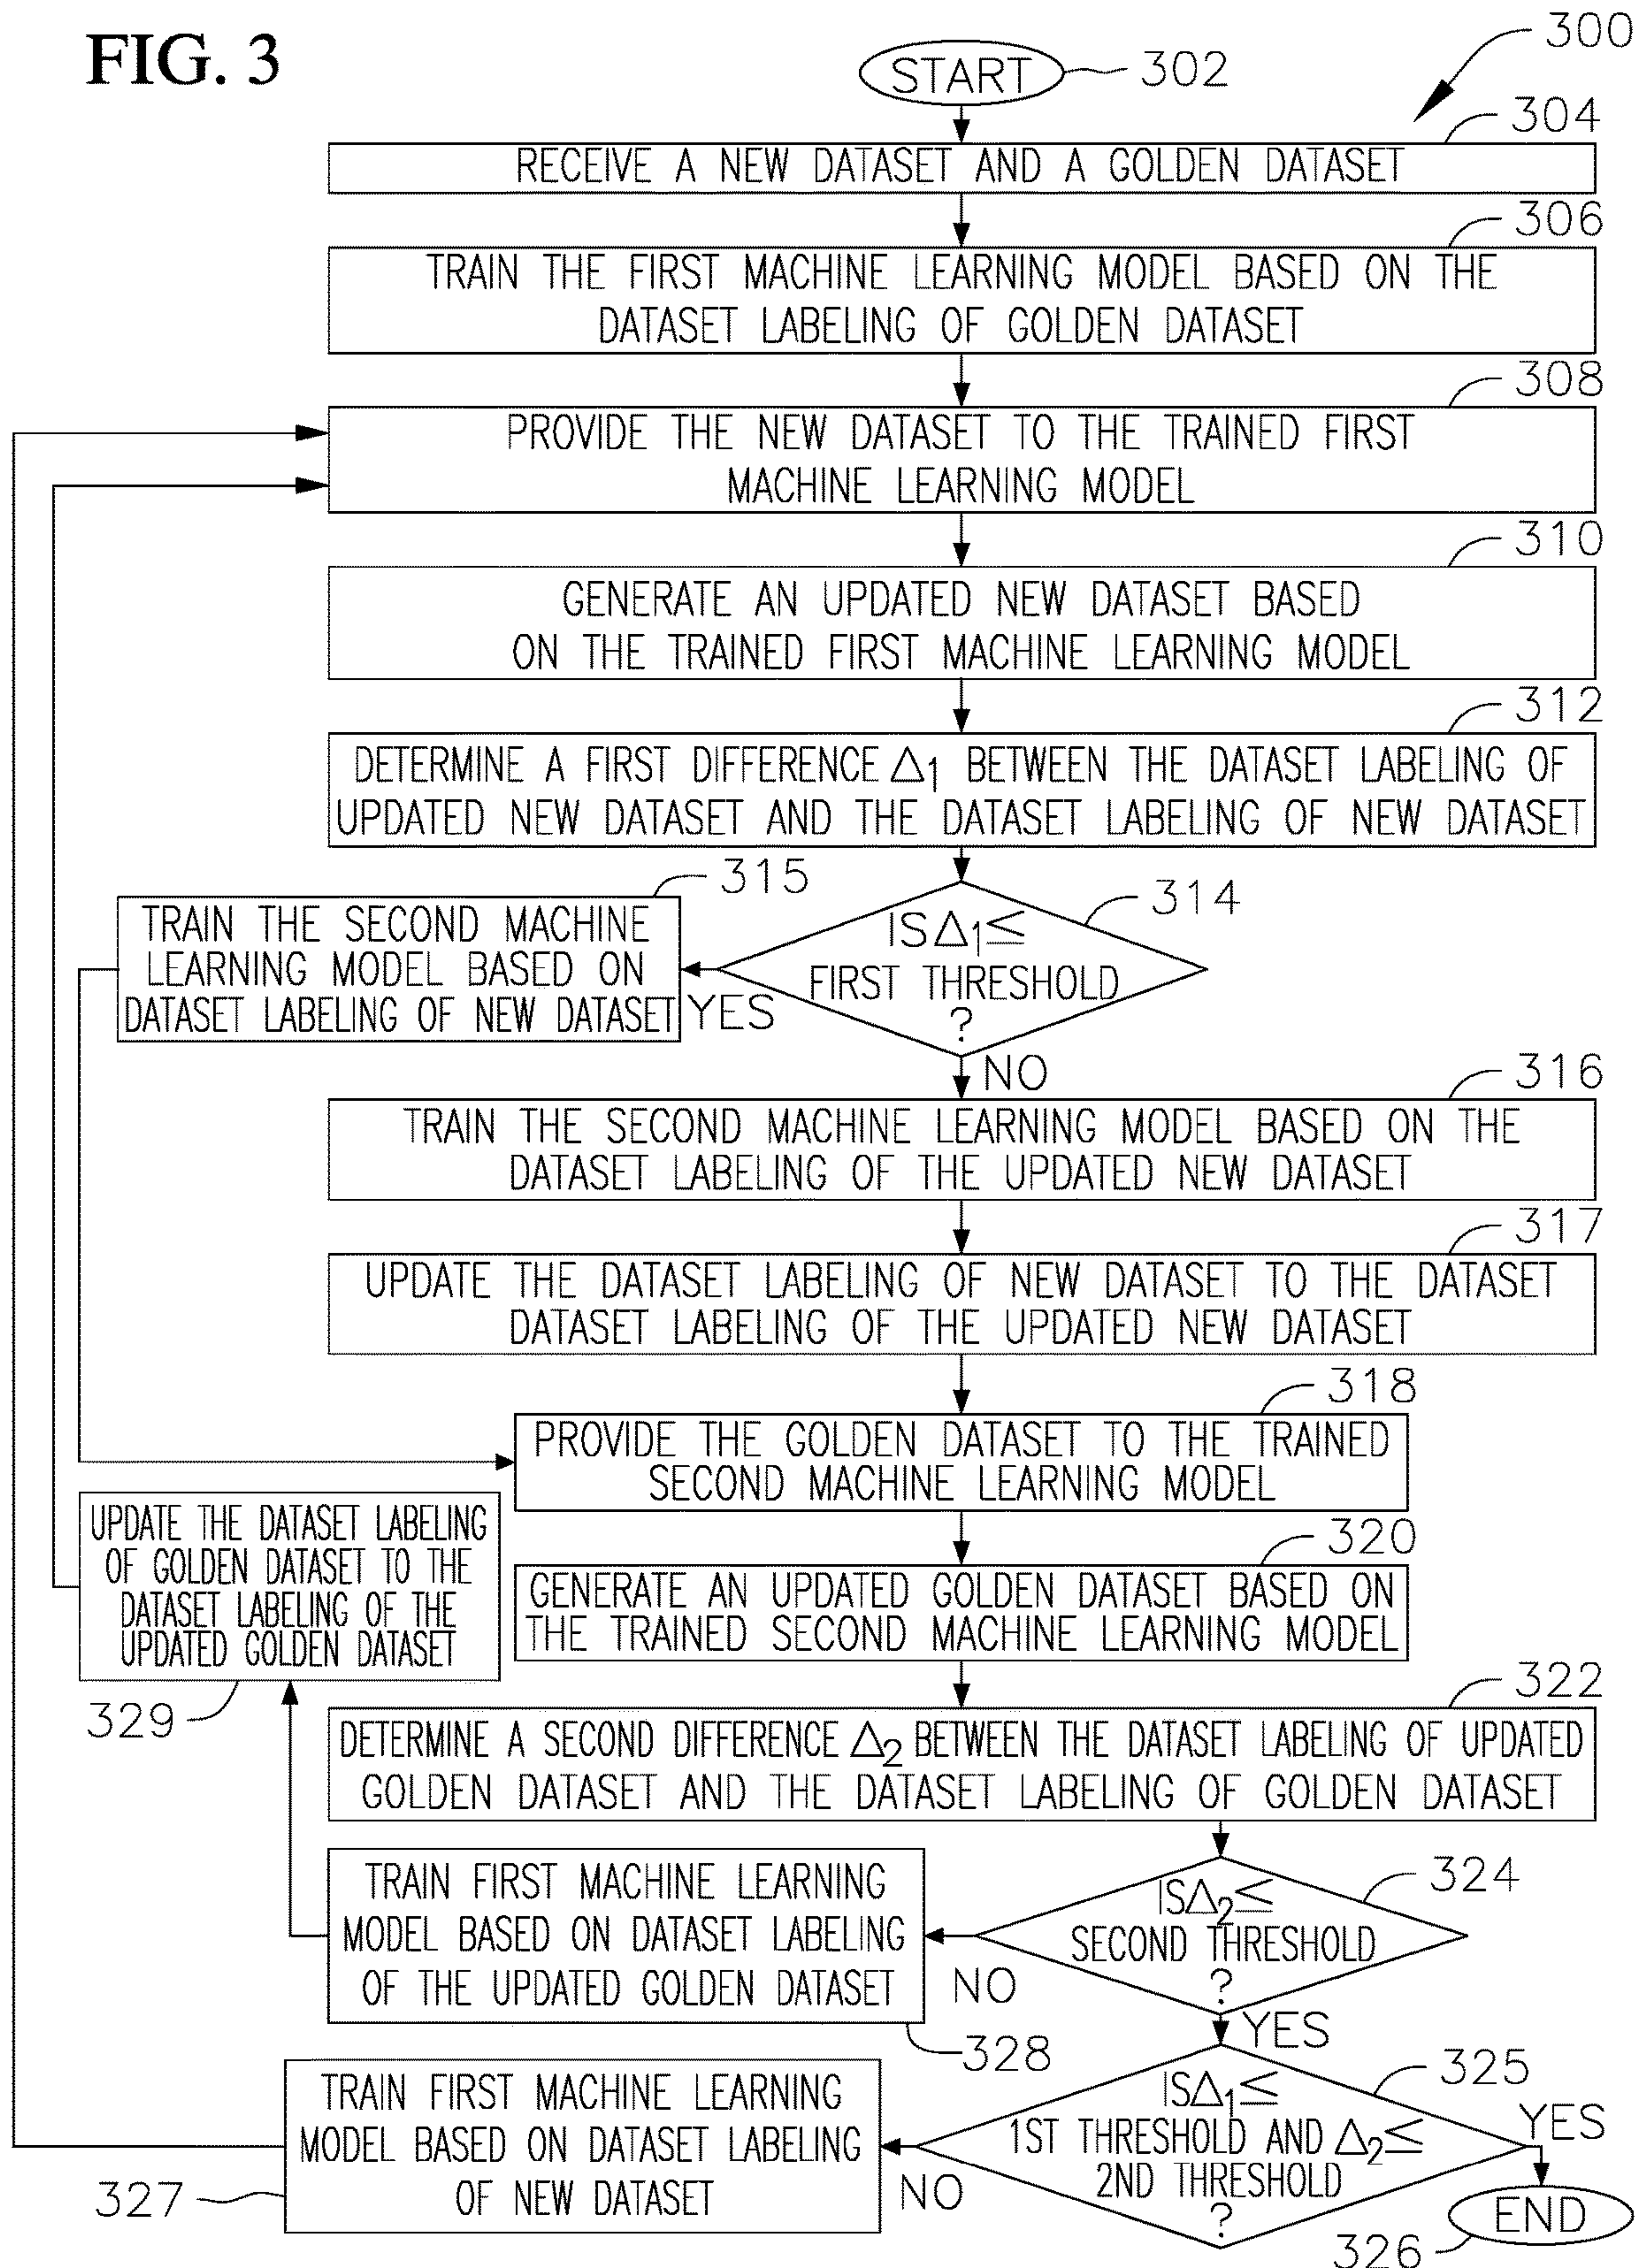 FIG. 3
300
START
302
304
RECEIVE A NEW DATASET AND A GOLDEN DATASET
306
TRAIN THE FIRST MACHINE LEARNING MODEL BASED ON THE
DATASET LABELING OF GOLDEN DATASET
308
PROVIDE THE NEW DATASET TO THE TRAINED FIRST
MACHINE LEARNING MODEL
310
GENERATE AN UPDATED NEW DATASET BASED
ON THE TRAINED FIRST MACHINE LEARNING MODEL
312
DETERMINE A FIRST DIFFERENCE Δ1 BETWEEN THE DATASET LABELING OF
UPDATED NEW DATASET AND THE DATASET LABELING OF NEW DATASET
314
IS Δ1 ≤
FIRST THRESHOLD
?
YES
NO
315
TRAIN THE SECOND MACHINE
LEARNING MODEL BASED ON
DATASET LABELING OF NEW DATASET
316
TRAIN THE SECOND MACHINE LEARNING MODEL BASED ON THE
DATASET LABELING OF THE UPDATED NEW DATASET
317
UPDATE THE DATASET LABELING OF NEW DATASET TO THE DATASET
DATASET LABELING OF THE UPDATED NEW DATASET
318
PROVIDE THE GOLDEN DATASET TO THE TRAINED
SECOND MACHINE LEARNING MODEL
320
GENERATE AN UPDATED GOLDEN DATASET BASED ON
THE TRAINED SECOND MACHINE LEARNING MODEL
322
DETERMINE A SECOND DIFFERENCE Δ2 BETWEEN THE DATASET LABELING OF UPDATED
GOLDEN DATASET AND THE DATASET LABELING OF GOLDEN DATASET
324
IS Δ2 ≤
SECOND THRESHOLD
?
NO
YES
328
TRAIN FIRST MACHINE LEARNING
MODEL BASED ON DATASET LABELING
OF THE UPDATED GOLDEN DATASET
329
UPDATE THE DATASET LABELING
OF GOLDEN DATASET TO THE
DATASET LABELING OF THE
UPDATED GOLDEN DATASET
325
IS Δ1 ≤
1ST THRESHOLD AND Δ2 ≤
2ND THRESHOLD
?
NO
YES
327
TRAIN FIRST MACHINE LEARNING
MODEL BASED ON DATASET LABELING
OF NEW DATASET
END
326